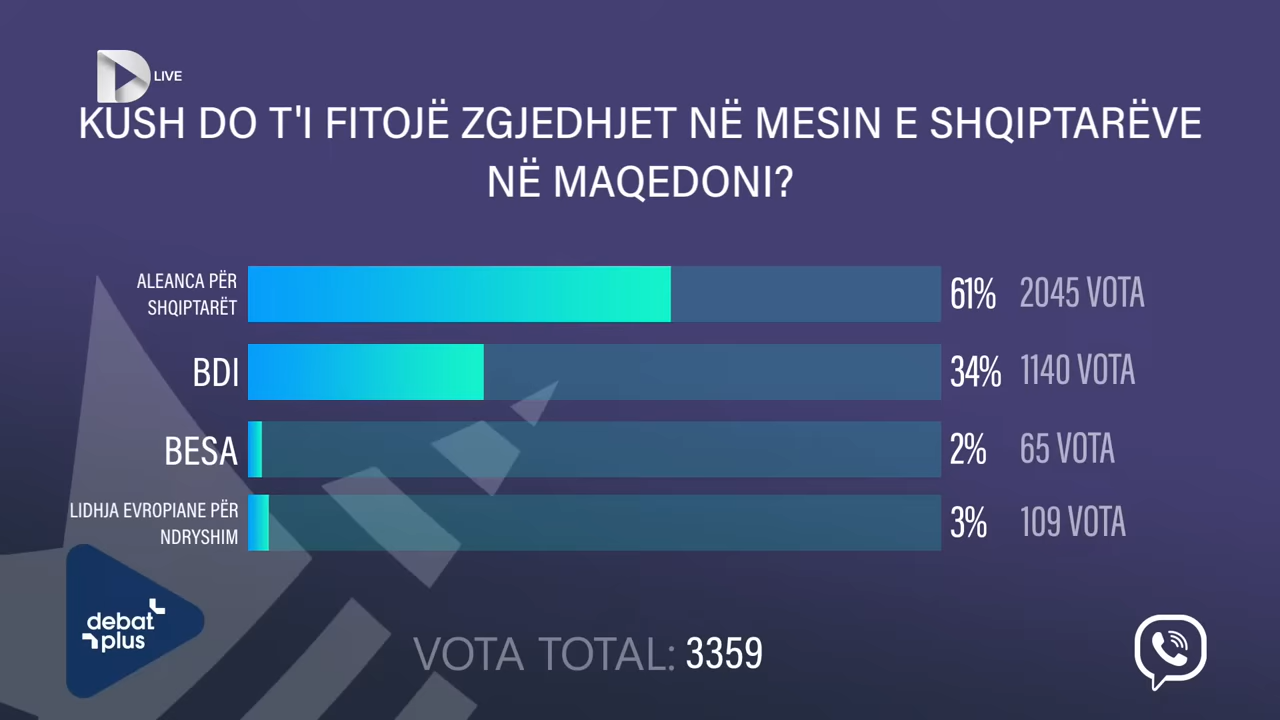 LIVE
KUSH DO T'I FITOJË ZGJEDHJET NË MESIN E SHQIPTARËVE
NË MAQEDONI?
ALEANCA PËR
SHQIPTARËT
61% 2045 VOTA
BDI 34% 1140 VOTA
BESA 2% 65 VOTA
LIDHJA EVROPIANE PËR
NDRYSHIM
3% 109 VOTA
debat
plus
VOTA TOTAL: 3359